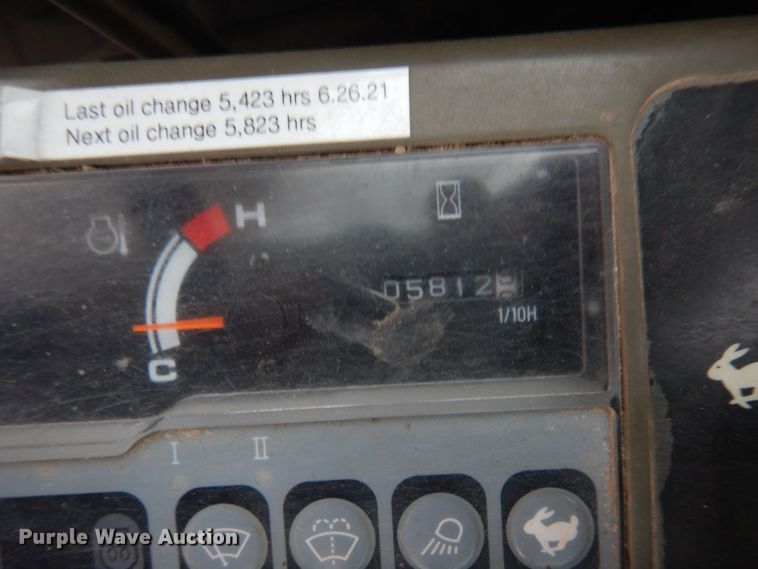 Last oil change 5,423 hrs 6.26.21
Next oil change 5,823 hrs
H
05812
1/10H
C
I II
Purple Wave Auction